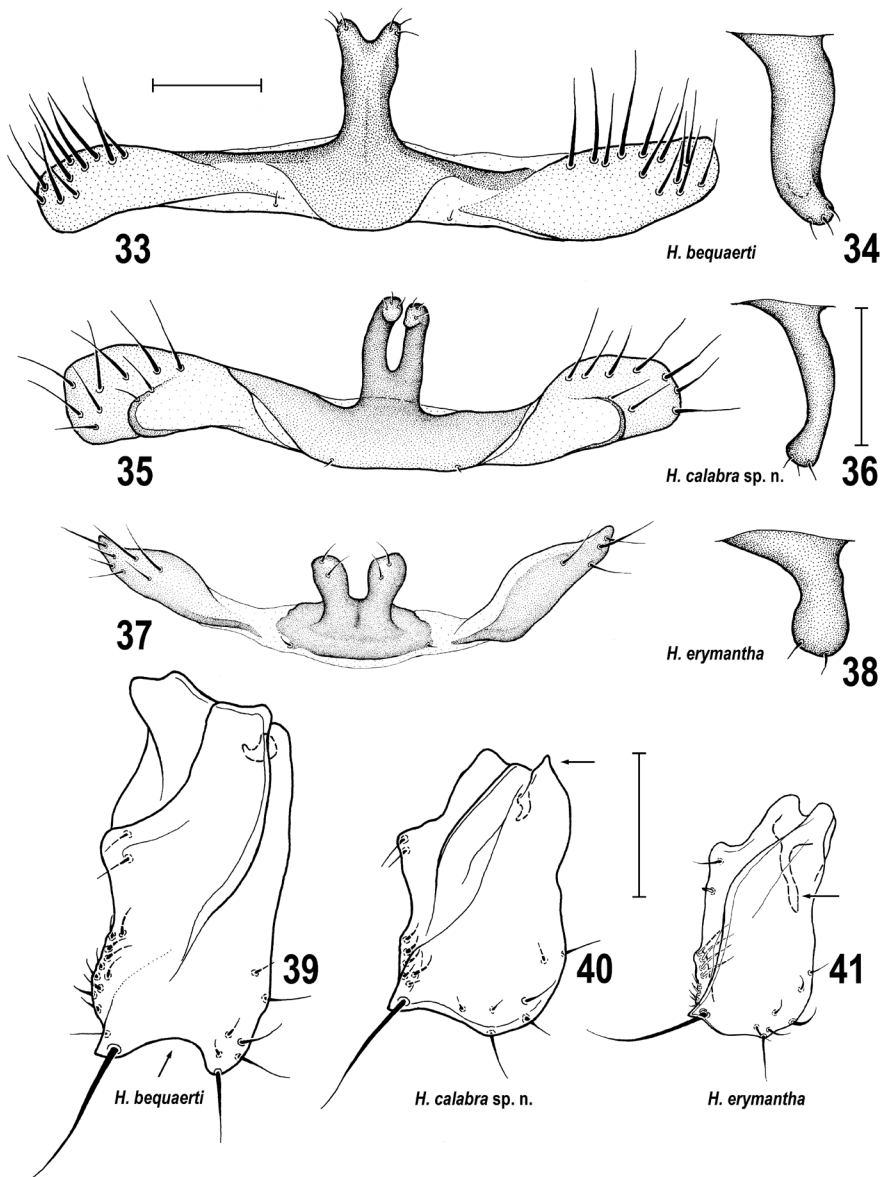 33
H. bequaerti
34
35
H. calabra sp. n.
36
37
H. erymantha
38
39
40
41
H. bequaerti
H. calabra sp. n.
H. erymantha